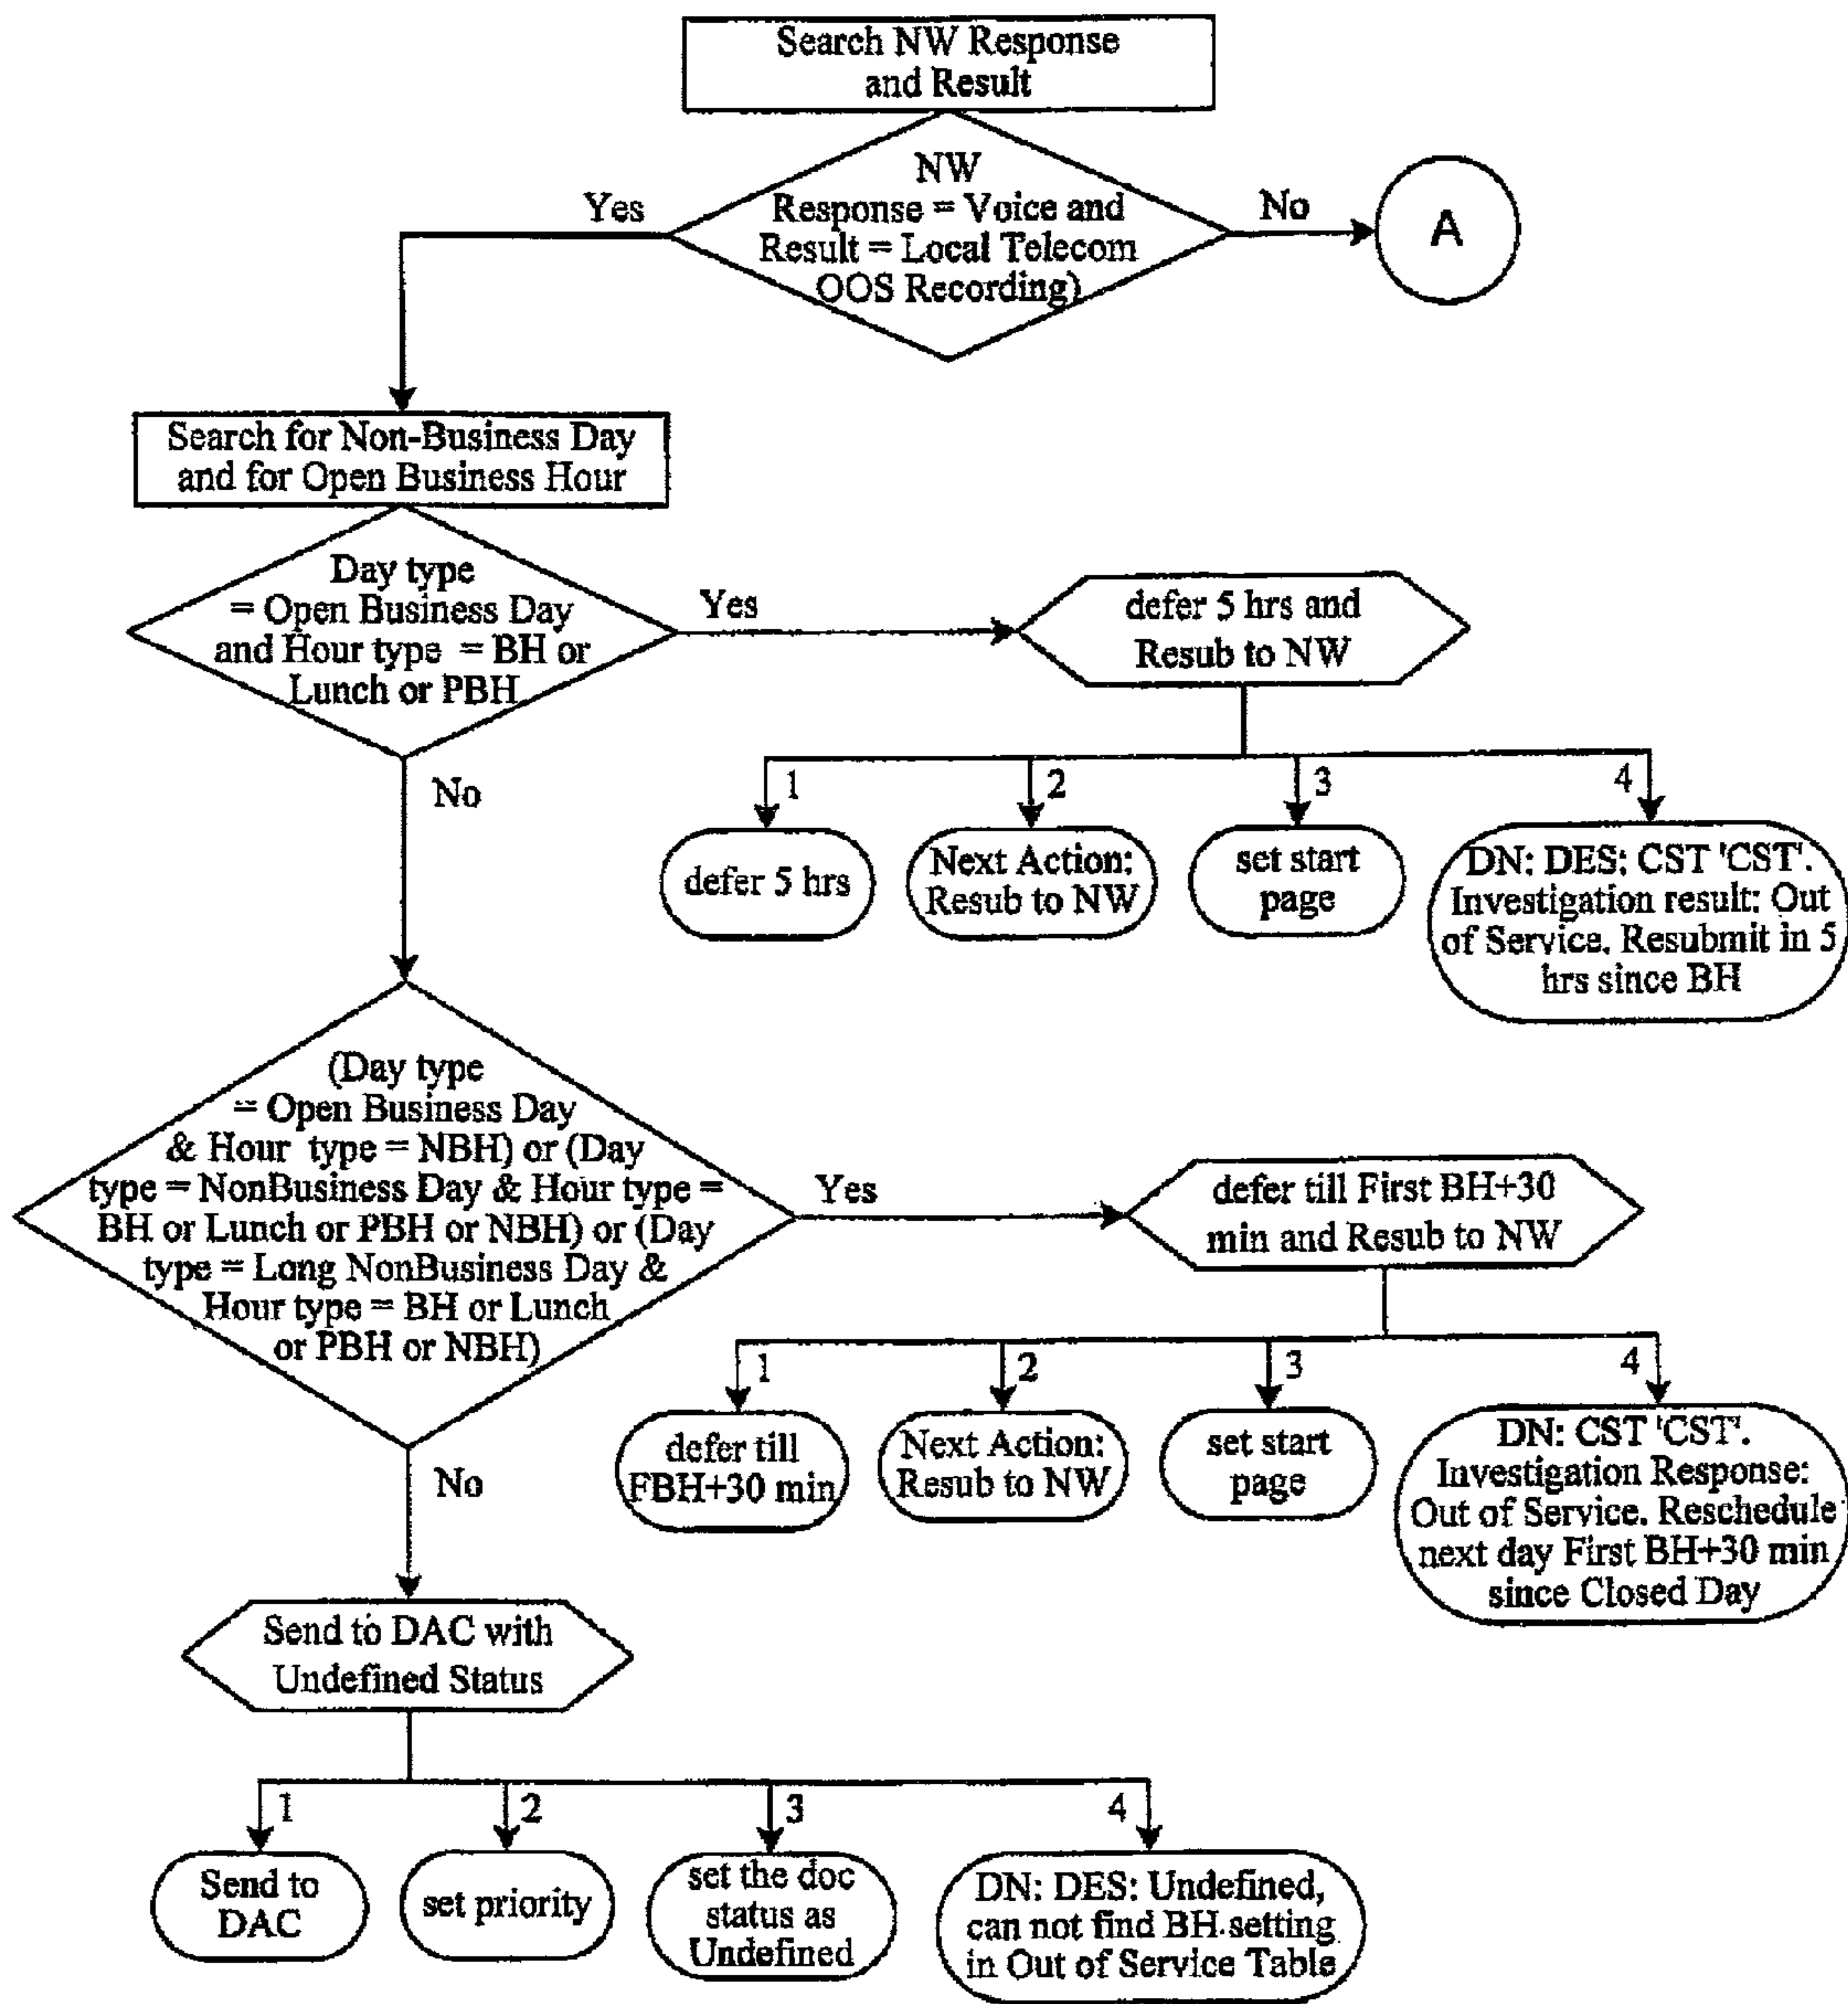 Search NW Response
and Result
NW
Response = Voice and
Result = Local Telecom
OOS Recording)
Yes
No
A
Search for Non-Business Day
and for Open Business Hour
Day type
= Open Business Day
and Hour type = BH or
Lunch or PBH
Yes
defer 5 hrs and
Resub to NW
No
1
2
3
4
defer 5 hrs
Next Action:
Resub to NW
set start
page
DN: DES: CST 'CST'.
Investigation result: Out
of Service. Resubmit in 5
hrs since BH
(Day type
= Open Business Day
& Hour type = NBH) or (Day
type = NonBusiness Day & Hour type =
BH or Lunch or PBH or NBH) or (Day
type = Long NonBusiness Day &
Hour type = BH or Lunch
or PBH or NBH)
Yes
defer till First BH+30
min and Resub to NW
No
1
2
3
4
defer till
FBH+30 min
Next Action:
Resub to NW
set start
page
DN: CST 'CST'.
Investigation Response:
Out of Service. Reschedule
next day First BH+30 min
since Closed Day
Send to DAC with
Undefined Status
1
2
3
4
Send to
DAC
set priority
set the doc
status as
Undefined
DN: DES: Undefined,
can not find BH setting
in Out of Service Table